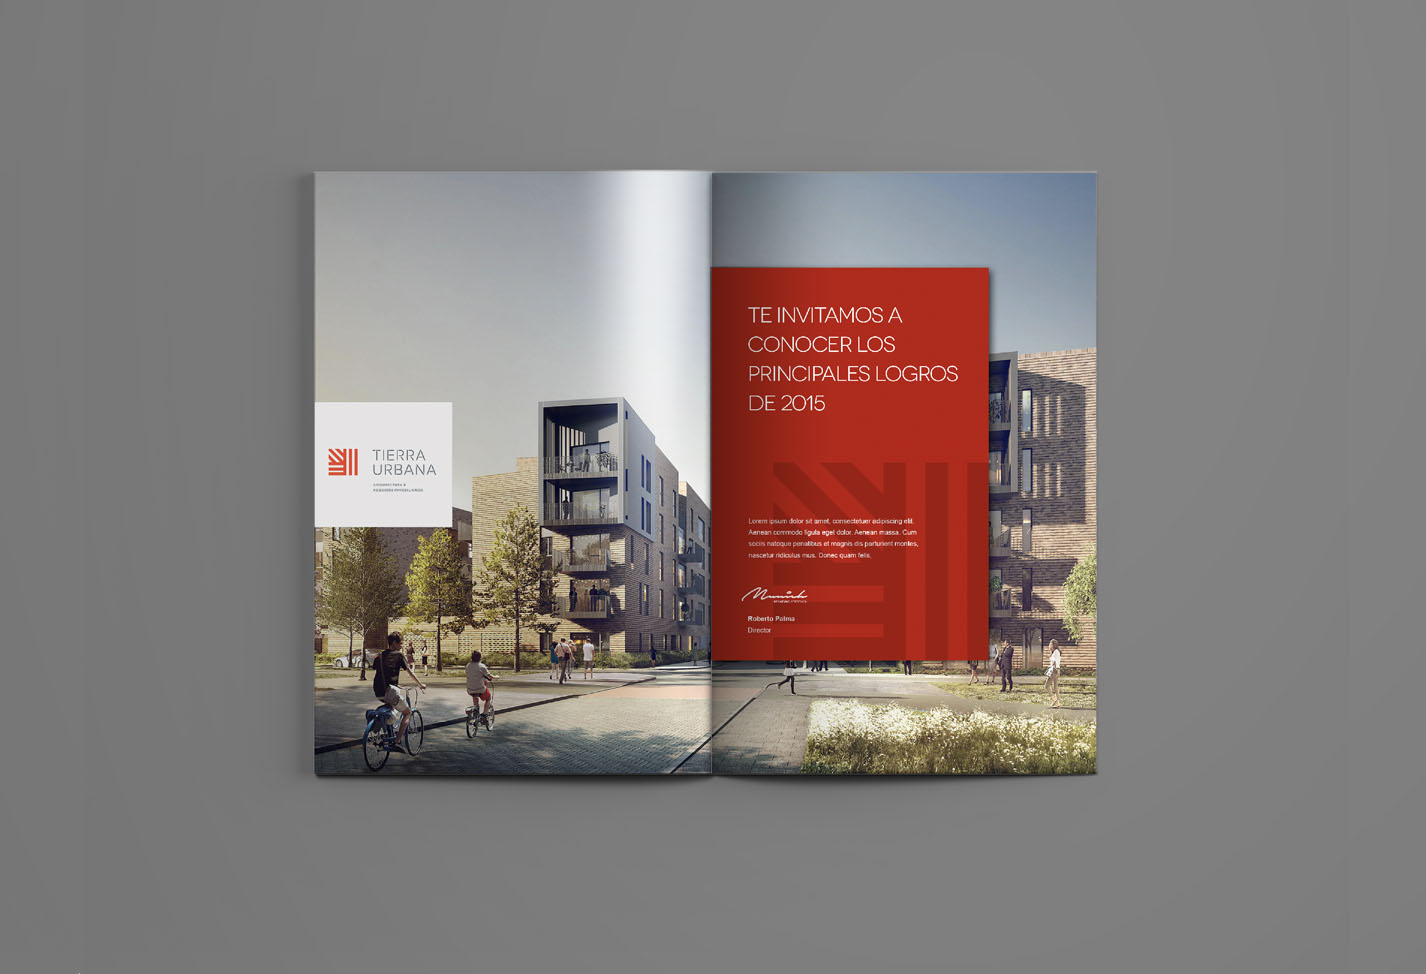 TIERRA
URBANA
TE INVITAMOS A
CONOCER LOS
PRINCIPALES LOGROS
DE 2015
Lorem ipsum dolor sit amet, consectetuer adipiscing elit.
Aenean commodo ligula eget dolor. Aenean massa. Cum
sociis natoque penatibus et magnis dis parturient montes,
nascetur ridiculus mus. Donec quam felis,
Roberto Palma
Director